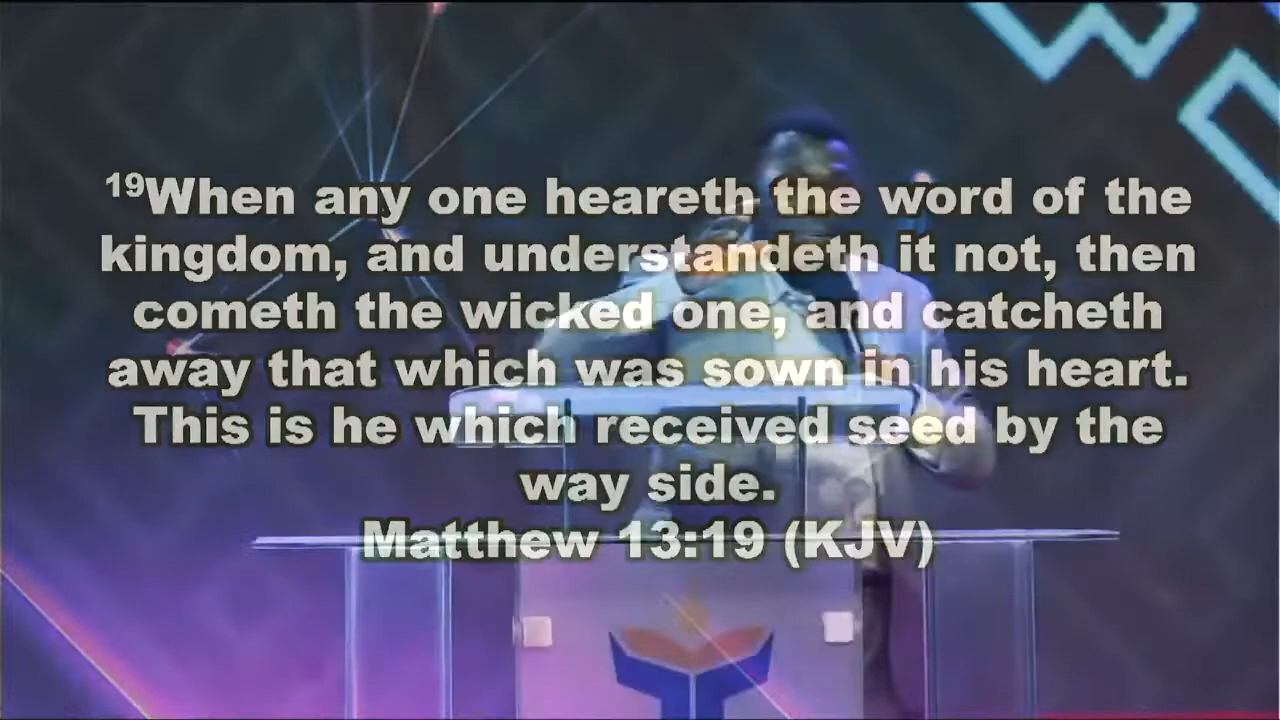 ¹⁹When any one heareth the word of the
kingdom, and understandeth it not, then
cometh the wicked one, and catcheth
away that which was sown in his heart.
This is he which received seed by the
way side.
Matthew 13:19 (KJV)